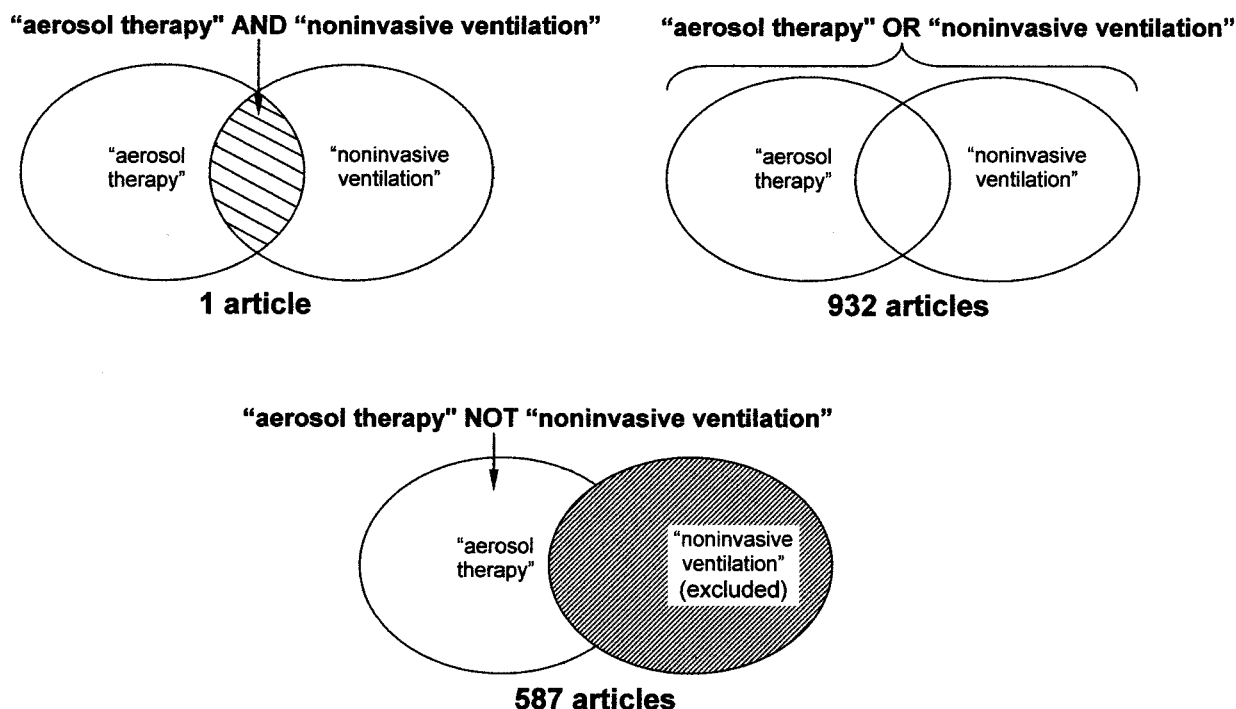 “aerosol therapy" AND “noninvasive ventilation”
“aerosol
therapy”
“noninvasive
ventilation”
1 article
“aerosol therapy" OR “noninvasive ventilation”
“aerosol
therapy”
“noninvasive
ventilation”
932 articles
“aerosol therapy" NOT “noninvasive ventilation”
“aerosol
therapy”
“noninvasive
ventilation”
(excluded)
587 articles